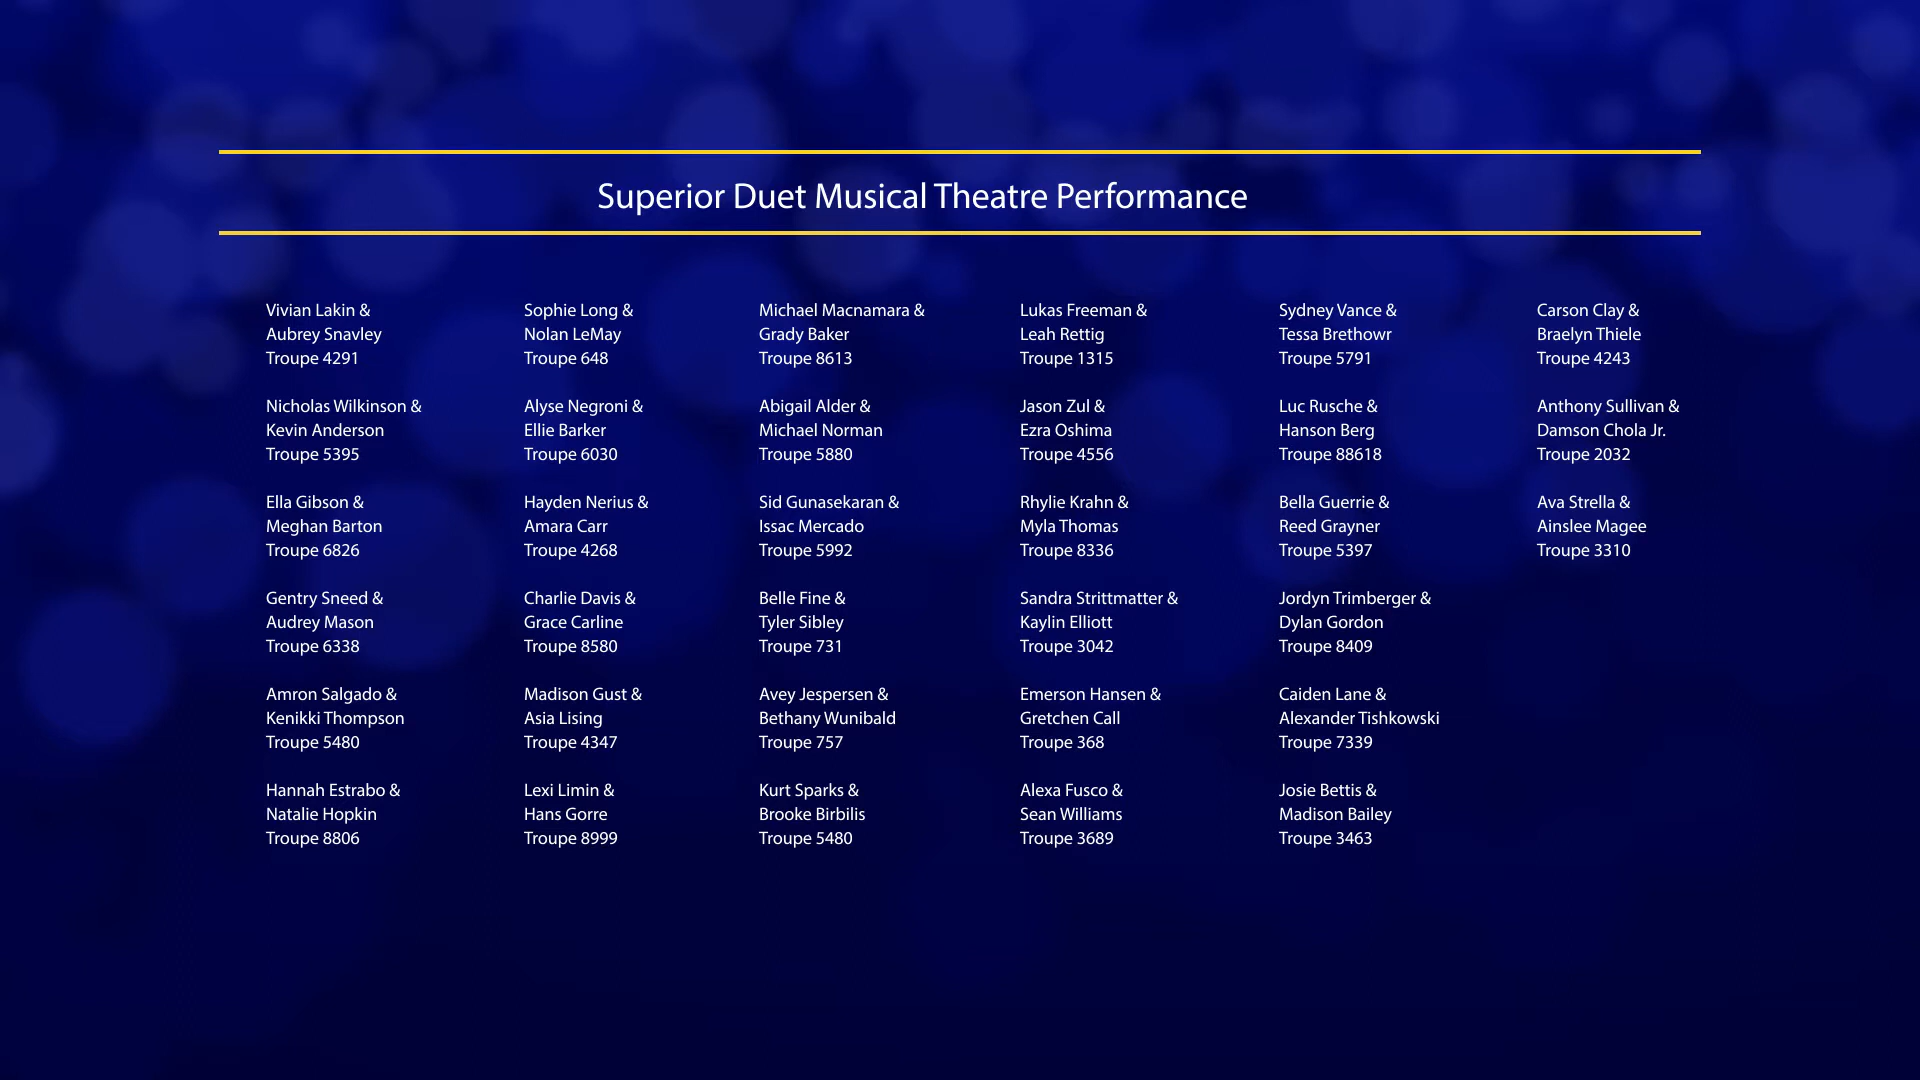 Superior Duet Musical Theatre Performance
Vivian Lakin &
Aubrey Snavley
Troupe 4291
Nicholas Wilkinson &
Kevin Anderson
Troupe 5395
Ella Gibson &
Meghan Barton
Troupe 6826
Gentry Sneed &
Audrey Mason
Troupe 6338
Amron Salgado &
Kenikki Thompson
Troupe 5480
Hannah Estrabo &
Natalie Hopkin
Troupe 8806
Sophie Long &
Nolan LeMay
Troupe 648
Alyse Negroni &
Ellie Barker
Troupe 6030
Hayden Nerius &
Amara Carr
Troupe 4268
Charlie Davis &
Grace Carline
Troupe 8580
Madison Gust &
Asia Lising
Troupe 4347
Lexi Limin &
Hans Gorre
Troupe 8999
Michael Macnamara &
Grady Baker
Troupe 8613
Abigail Alder &
Michael Norman
Troupe 5880
Sid Gunasekaran &
Issac Mercado
Troupe 5992
Belle Fine &
Tyler Sibley
Troupe 731
Avey Jespersen &
Bethany Wunibald
Troupe 757
Kurt Sparks &
Brooke Birbilis
Troupe 5480
Lukas Freeman &
Leah Rettig
Troupe 1315
Jason Zul &
Ezra Oshima
Troupe 4556
Rhylie Krahn &
Myla Thomas
Troupe 8336
Sandra Strittmatter &
Kaylin Elliott
Troupe 3042
Emerson Hansen &
Gretchen Call
Troupe 368
Alexa Fusco &
Sean Williams
Troupe 3689
Sydney Vance &
Tessa Brethowr
Troupe 5791
Luc Rusche &
Hanson Berg
Troupe 88618
Bella Guerrie &
Reed Grayner
Troupe 5397
Jordyn Trimberger &
Dylan Gordon
Troupe 8409
Caiden Lane &
Alexander Tishkowski
Troupe 7339
Josie Bettis &
Madison Bailey
Troupe 3463
Carson Clay &
Braelyn Thiele
Troupe 4243
Anthony Sullivan &
Damson Chola Jr.
Troupe 2032
Ava Strella &
Ainslee Magee
Troupe 3310